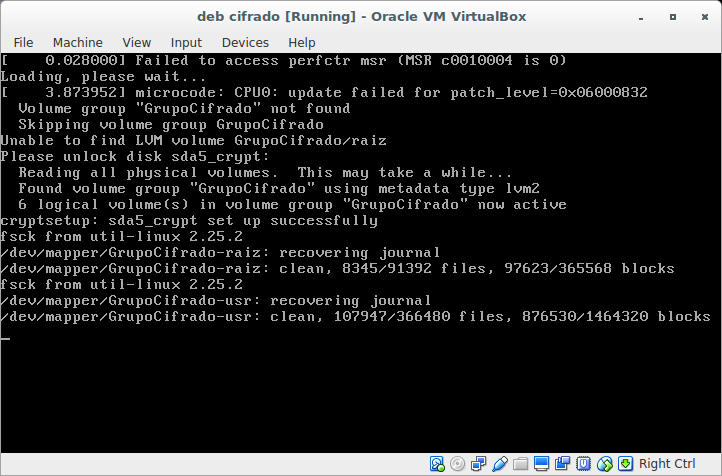 deb cifrado [Running] - Oracle VM VirtualBox
File Machine View Input Devices Help
[    0.028000] Failed to access perfctr msr (MSR c0010004 is 0)
Loading, please wait...
[    3.873952] microcode: CPU0: update failed for patch_level=0x06000832
  Volume group "GrupoCifrado" not found
  Skipping volume group GrupoCifrado
Unable to find LVM volume GrupoCifrado/raiz
Please unlock disk sda5_crypt:
  Reading all physical volumes.  This may take a while...
  Found volume group "GrupoCifrado" using metadata type lvm2
  6 logical volume(s) in volume group "GrupoCifrado" now active
cryptsetup: sda5_crypt set up successfully
fsck from util-linux 2.25.2
/dev/mapper/GrupoCifrado-raiz: recovering journal
/dev/mapper/GrupoCifrado-raiz: clean, 8345/91392 files, 97623/365568 blocks
fsck from util-linux 2.25.2
/dev/mapper/GrupoCifrado-usr: recovering journal
/dev/mapper/GrupoCifrado-usr: clean, 107947/366480 files, 876530/1464320 blocks
_
Right Ctrl